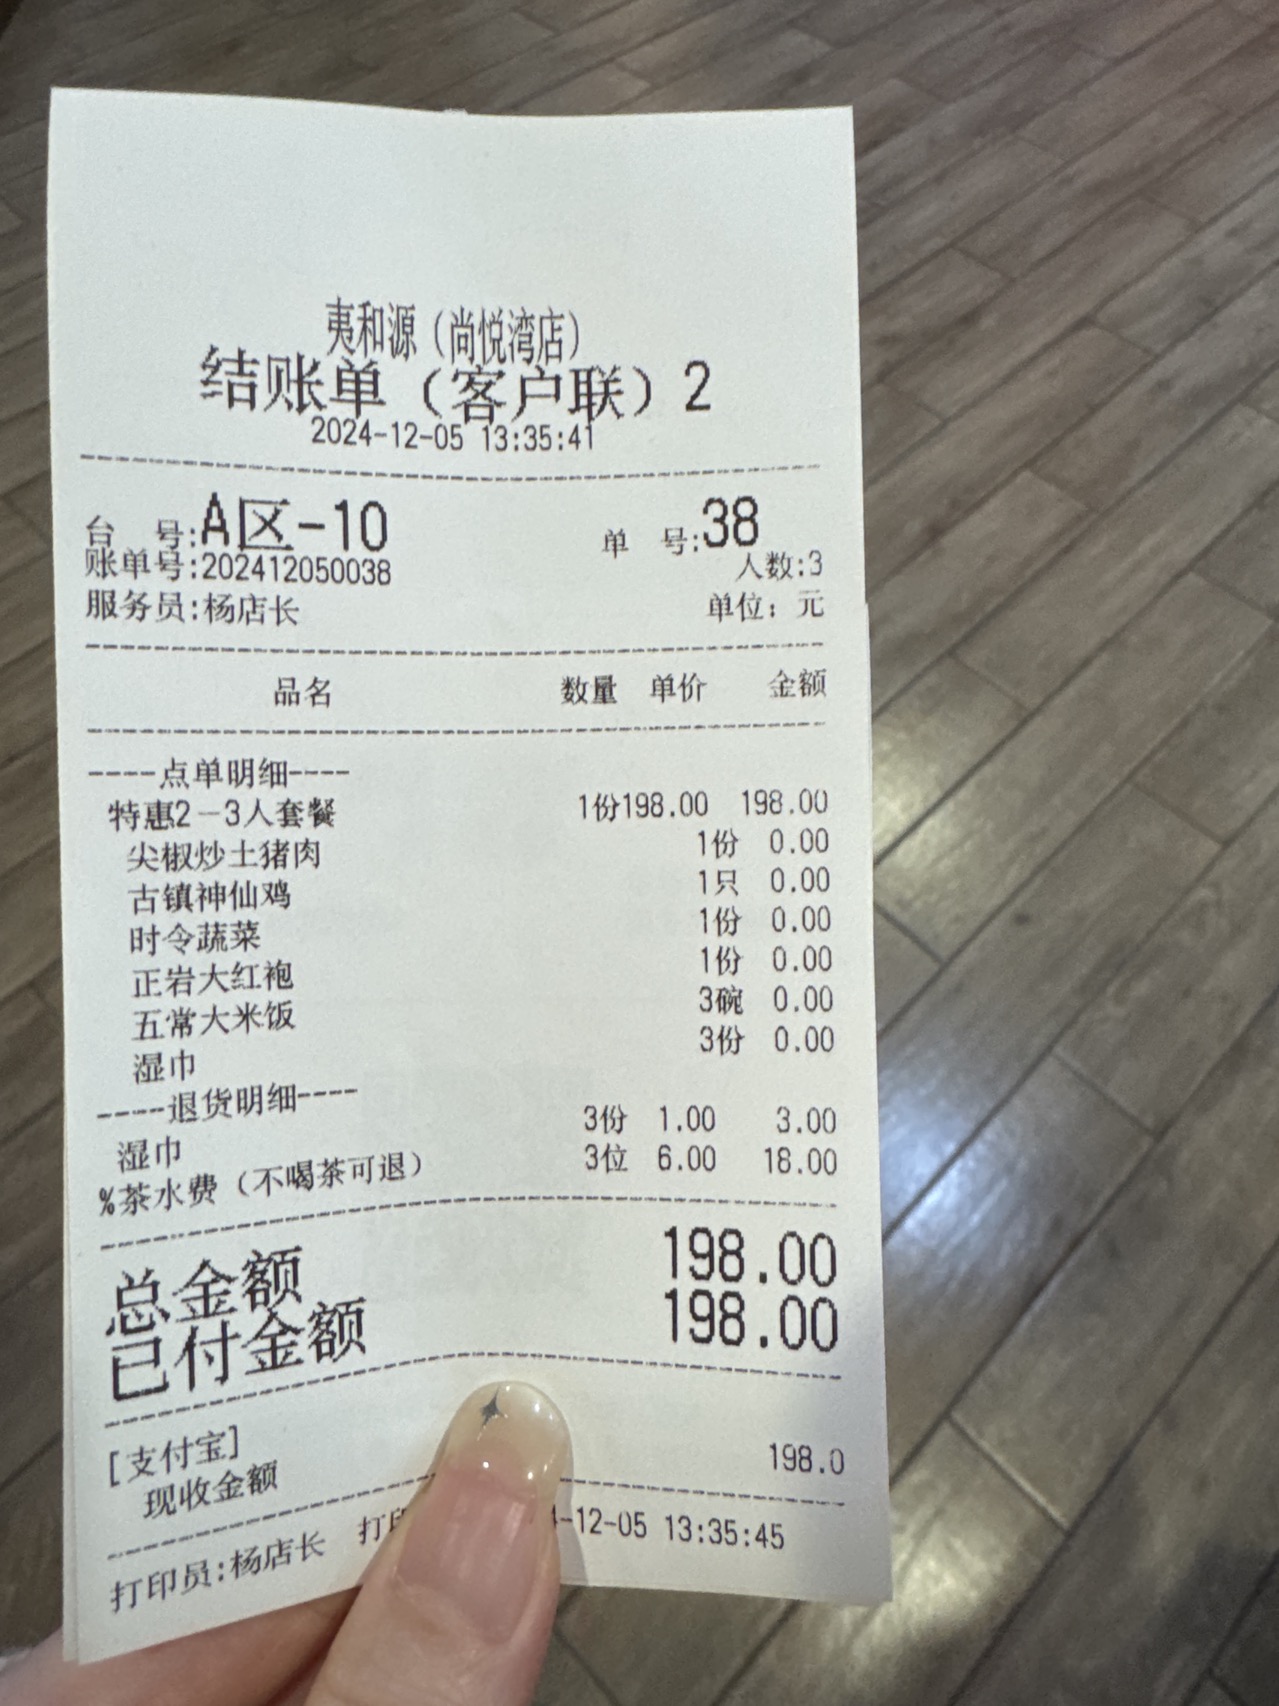 夷和源（尚悦湾店）
结账单（客户联）2
2024-12-05 13:35:41
台 号:A区-10 单 号:38
账单号:202412050038 人数:3
服务员:杨店长 单位：元
品名 数量 单价 金额
----点单明细----
特惠2－3人套餐 1份198.00 198.00
尖椒炒土猪肉 1份 0.00
古镇神仙鸡 1只 0.00
时令蔬菜 1份 0.00
正岩大红袍 1份 0.00
五常大米饭 3碗 0.00
湿巾 3份 0.00
----退货明细----
湿巾 3份 1.00 3.00
%茶水费（不喝茶可退） 3位 6.00 18.00
总金额 198.00
已付金额 198.00
[支付宝]
现收金额 198.0
打印员:杨店长 打 4-12-05 13:35:45